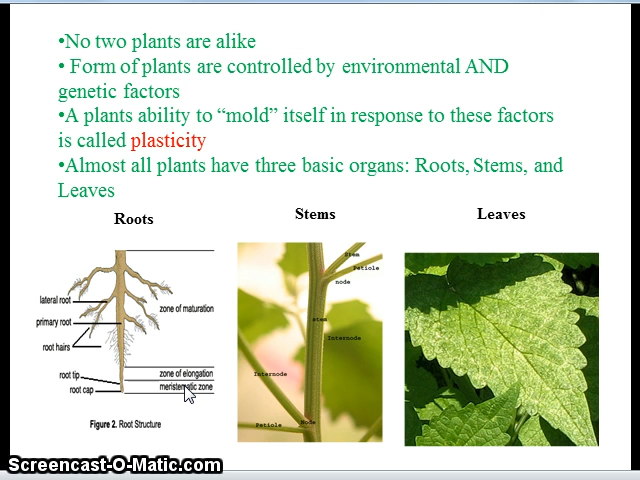 •No two plants are alike
• Form of plants are controlled by environmental AND
genetic factors
•A plants ability to “mold” itself in response to these factors
is called plasticity
•Almost all plants have three basic organs: Roots, Stems, and
Leaves
Roots
Stems
Leaves
lateral root
primary root
root hairs
root tip
root cap
zone of maturation
zone of elongation
meristematic zone
Figure 2. Root Structure
Stem
Petiole
node
stem
Internode
Internode
Petiole
Node
Screencast-O-Matic.com